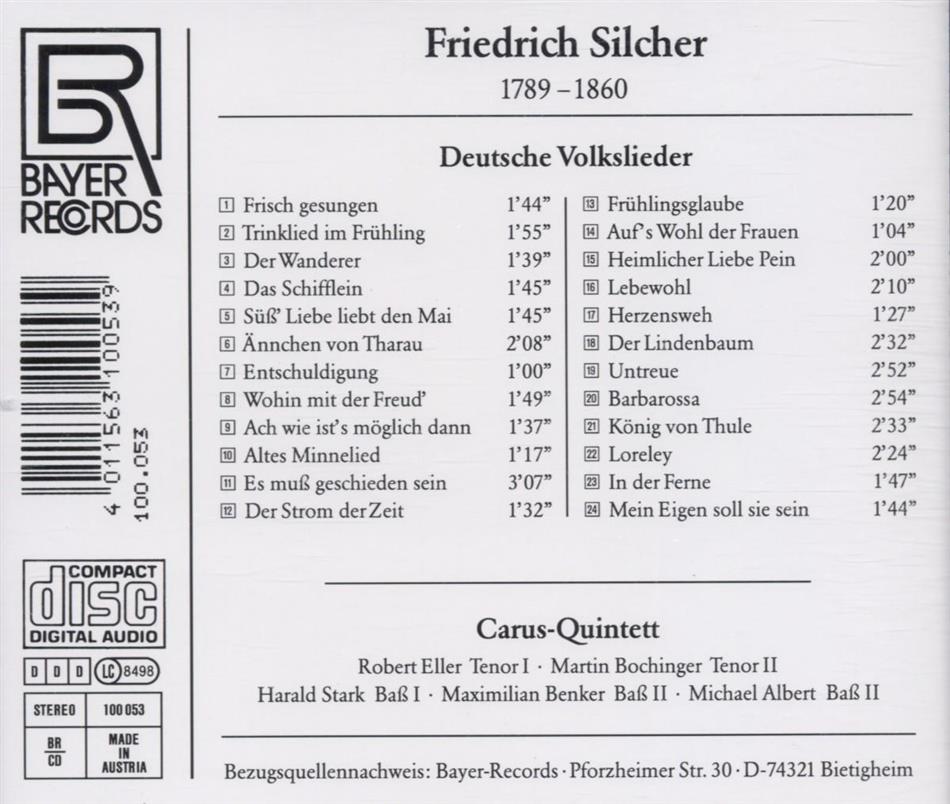 BAYER
RECORDS
4 011563 100539
100.053
COMPACT
disc
DIGITAL AUDIO
D D D LC 8498
STEREO 100 053
BR
CD
MADE
IN
AUSTRIA
Friedrich Silcher
1789 – 1860
Deutsche Volkslieder
1 Frisch gesungen 1’44”
2 Trinklied im Frühling 1’55”
3 Der Wanderer 1’39”
4 Das Schifflein 1’45”
5 Süß’ Liebe liebt den Mai 1’45”
6 Ännchen von Tharau 2’08”
7 Entschuldigung 1’00”
8 Wohin mit der Freud’ 1’49”
9 Ach wie ist’s möglich dann 1’37”
10 Altes Minnelied 1’17”
11 Es muß geschieden sein 3’07”
12 Der Strom der Zeit 1’32”
13 Frühlingsglaube 1’20”
14 Auf’s Wohl der Frauen 1’04”
15 Heimlicher Liebe Pein 2’00”
16 Lebewohl 2’10”
17 Herzensweh 1’27”
18 Der Lindenbaum 2’32”
19 Untreue 2’52”
20 Barbarossa 2’54”
21 König von Thule 2’33”
22 Loreley 2’24”
23 In der Ferne 1’47”
24 Mein Eigen soll sie sein 1’44”
Carus-Quintett
Robert Eller Tenor I · Martin Bochinger Tenor II
Harald Stark Baß I · Maximilian Benker Baß II · Michael Albert Baß II
Bezugsquellennachweis: Bayer-Records · Pforzheimer Str. 30 · D-74321 Bietigheim